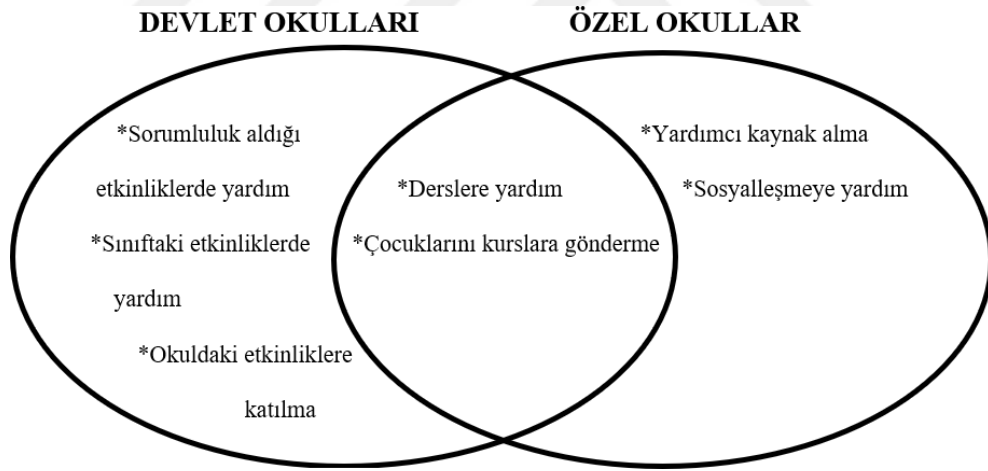 DEVLET OKULLARI
ÖZEL OKULLAR
*Sorumluluk aldığı
etkinliklerde yardım
*Sınıftaki etkinliklerde
yardım
*Okuldaki etkinliklere
katılma
*Derslere yardım
*Çocuklarını kurslara gönderme
*Yardımcı kaynak alma
*Sosyalleşmeye yardım